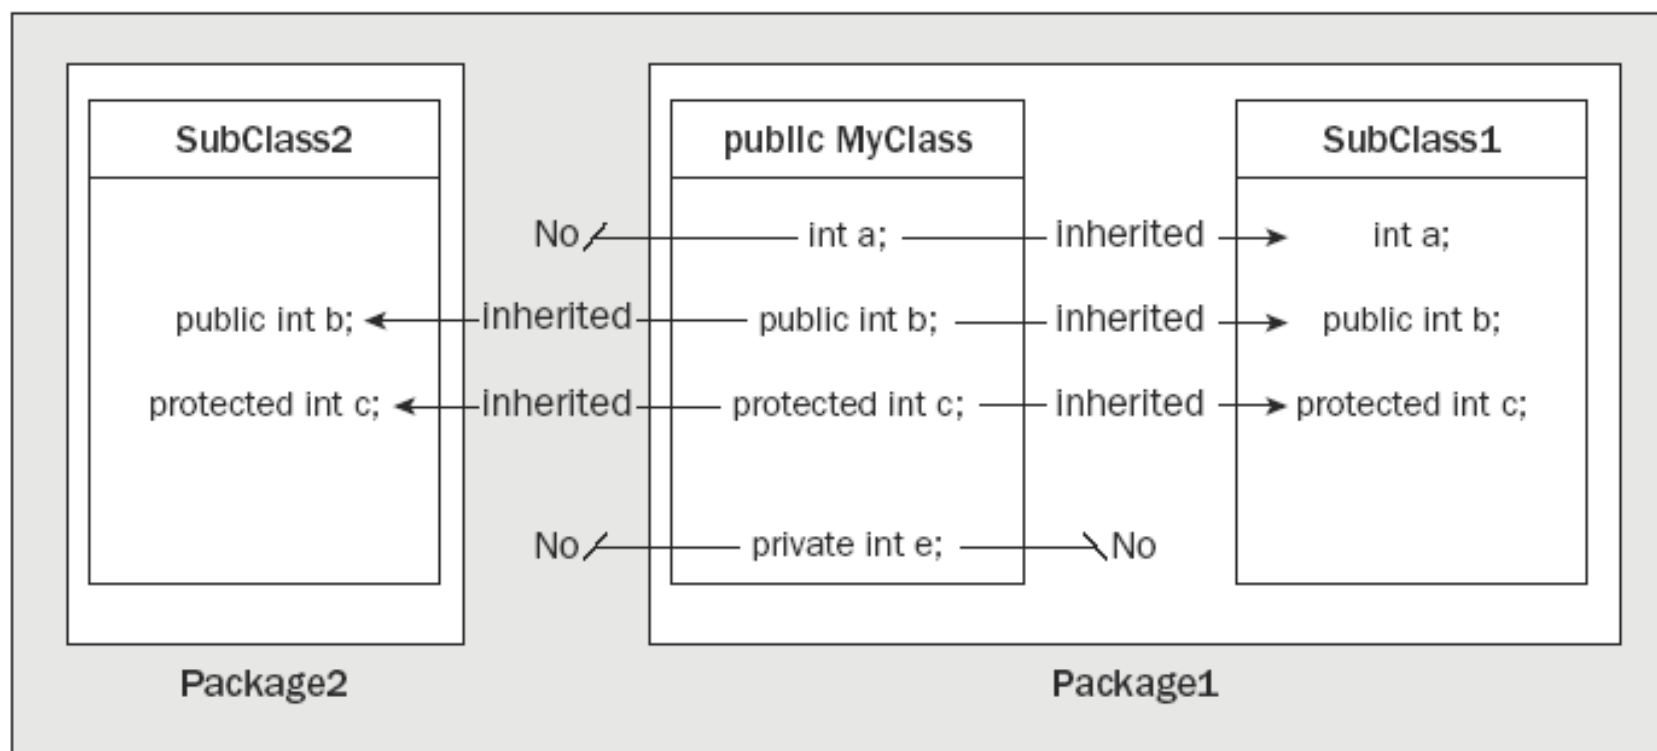 SubClass2
public MyClass
SubClass1
No
int a;
inherited
int a;
public int b;
inherited
public int b;
inherited
public int b;
protected int c;
inherited
protected int c;
inherited
protected int c;
No
private int e;
No
Package2
Package1